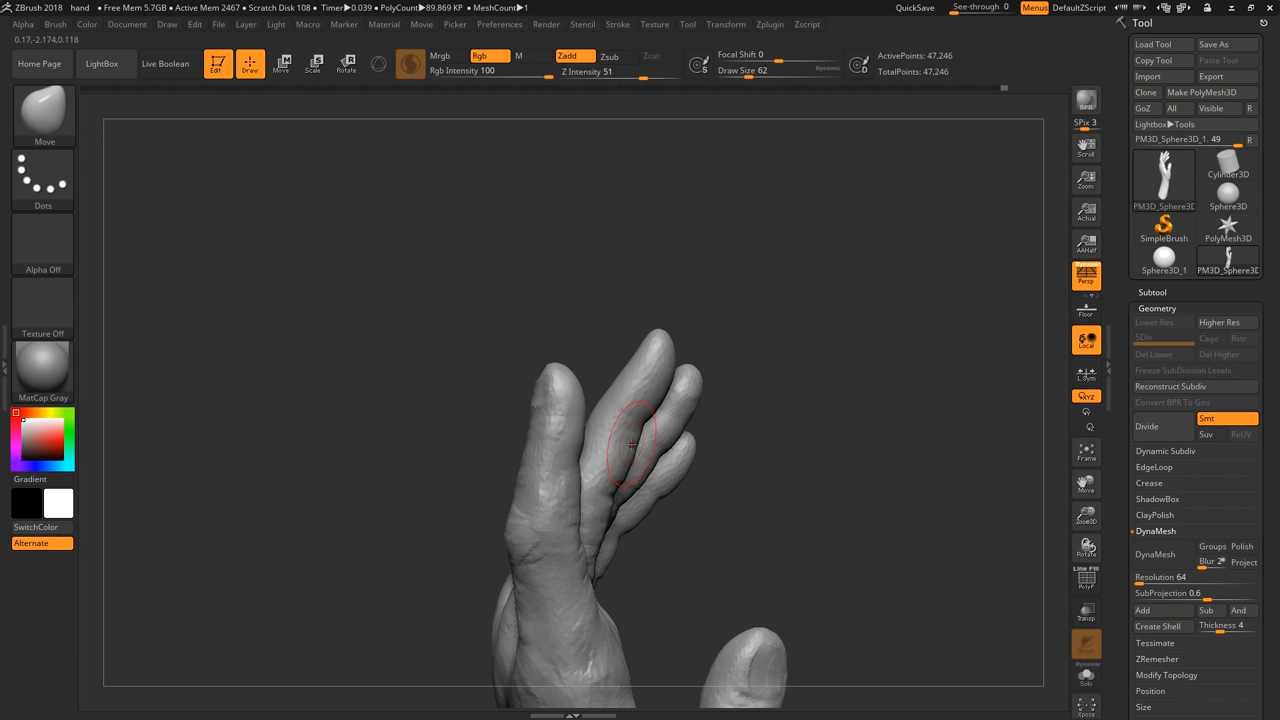 ZBrush 2018 hand ● Free Mem 5.7GB ● Active Mem 2467 ● Scratch Disk 108 ● Timer▶0.039 ● PolyCount▶89.869 KP ● MeshCount▶1 QuickSave See-through 0 Menus DefaultZScript
Alpha Brush Color Document Draw Edit File Layer Light Macro Marker Material Movie Picker Preferences Render Stencil Stroke Texture Tool Transform Zplugin Zscript
Tool
0.17,-2.174,0.118
Home Page LightBox Live Boolean Edit Draw Move Scale Rotate
Mrgb Rgb M Zadd Zsub Zcut
Rgb Intensity 100 Z Intensity 51
S Focal Shift 0
Draw Size 62 Dynamic
D ActivePoints: 47,246
TotalPoints: 47,246
Move
Dots
Alpha Off
Texture Off
MatCap Gray
Gradient
SwitchColor
Alternate
BPR
SPix 3
Scroll
Zoom
Actual
AAHalf
Dynamic
Persp
Floor
Local
L.Sym
XYZ
Frame
Move
Zoom3D
Rotate
Line Fill
PolyF
Transp
Dynamic
Solo
Xpose
Load Tool Save As
Copy Tool Paste Tool
Import Export
Clone Make PolyMesh3D
GoZ All Visible R
Lightbox▶Tools
PM3D_Sphere3D_1. 49 R
PM3D_Sphere3D Cylinder3D
Sphere3D
SimpleBrush PolyMesh3D
Sphere3D_1 PM3D_Sphere3D
Subtool
Geometry
Lower Res Higher Res
SDiv Cage Rstr
Del Lower Del Higher
Freeze SubDivision Levels
Reconstruct Subdiv
Convert BPR To Geo
Divide Smt
Suv ReUV
Dynamic Subdiv
EdgeLoop
Crease
ShadowBox
ClayPolish
DynaMesh
DynaMesh Groups Polish
Blur 2 Project
Resolution 64
SubProjection 0.6
Add Sub And
Create Shell Thickness 4
Tessimate
ZRemesher
Modify Topology
Position
Size